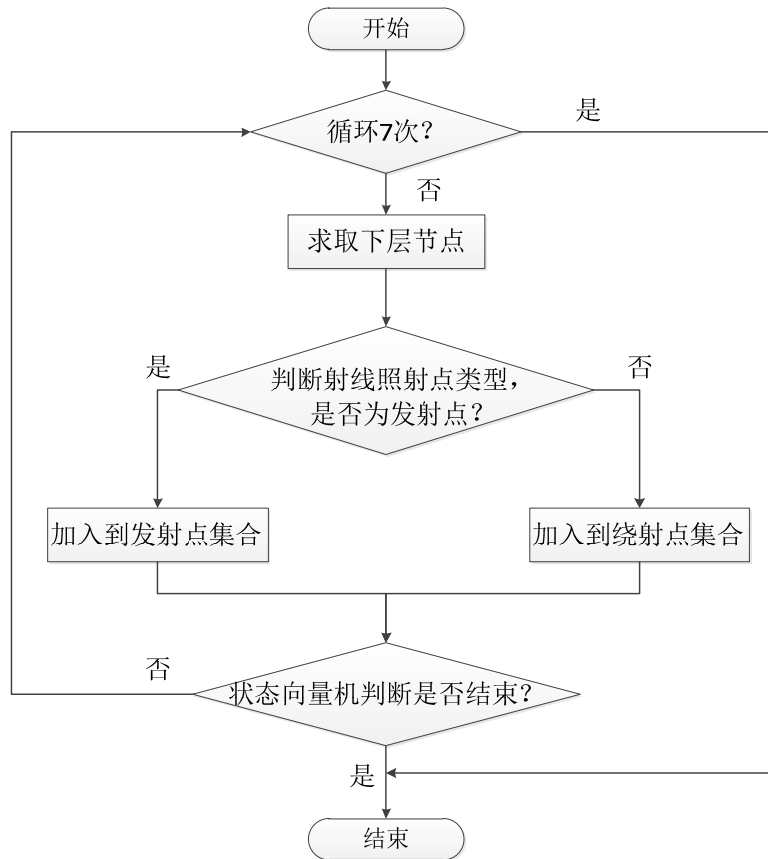 开始
循环7次？
是
否
求取下层节点
是
否
判断射线照射点类型，
是否为发射点？
加入到发射点集合
加入到绕射点集合
否
状态向量机判断是否结束？
是
结束